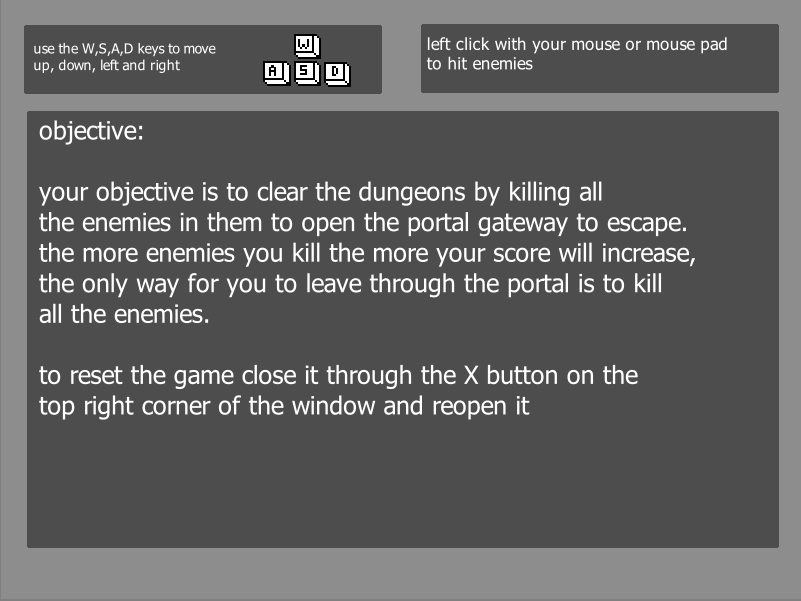 use the W,S,A,D keys to move
up, down, left and right
W
A S D
left click with your mouse or mouse pad
to hit enemies
objective:
your objective is to clear the dungeons by killing all
the enemies in them to open the portal gateway to escape.
the more enemies you kill the more your score will increase,
the only way for you to leave through the portal is to kill
all the enemies.
to reset the game close it through the X button on the
top right corner of the window and reopen it